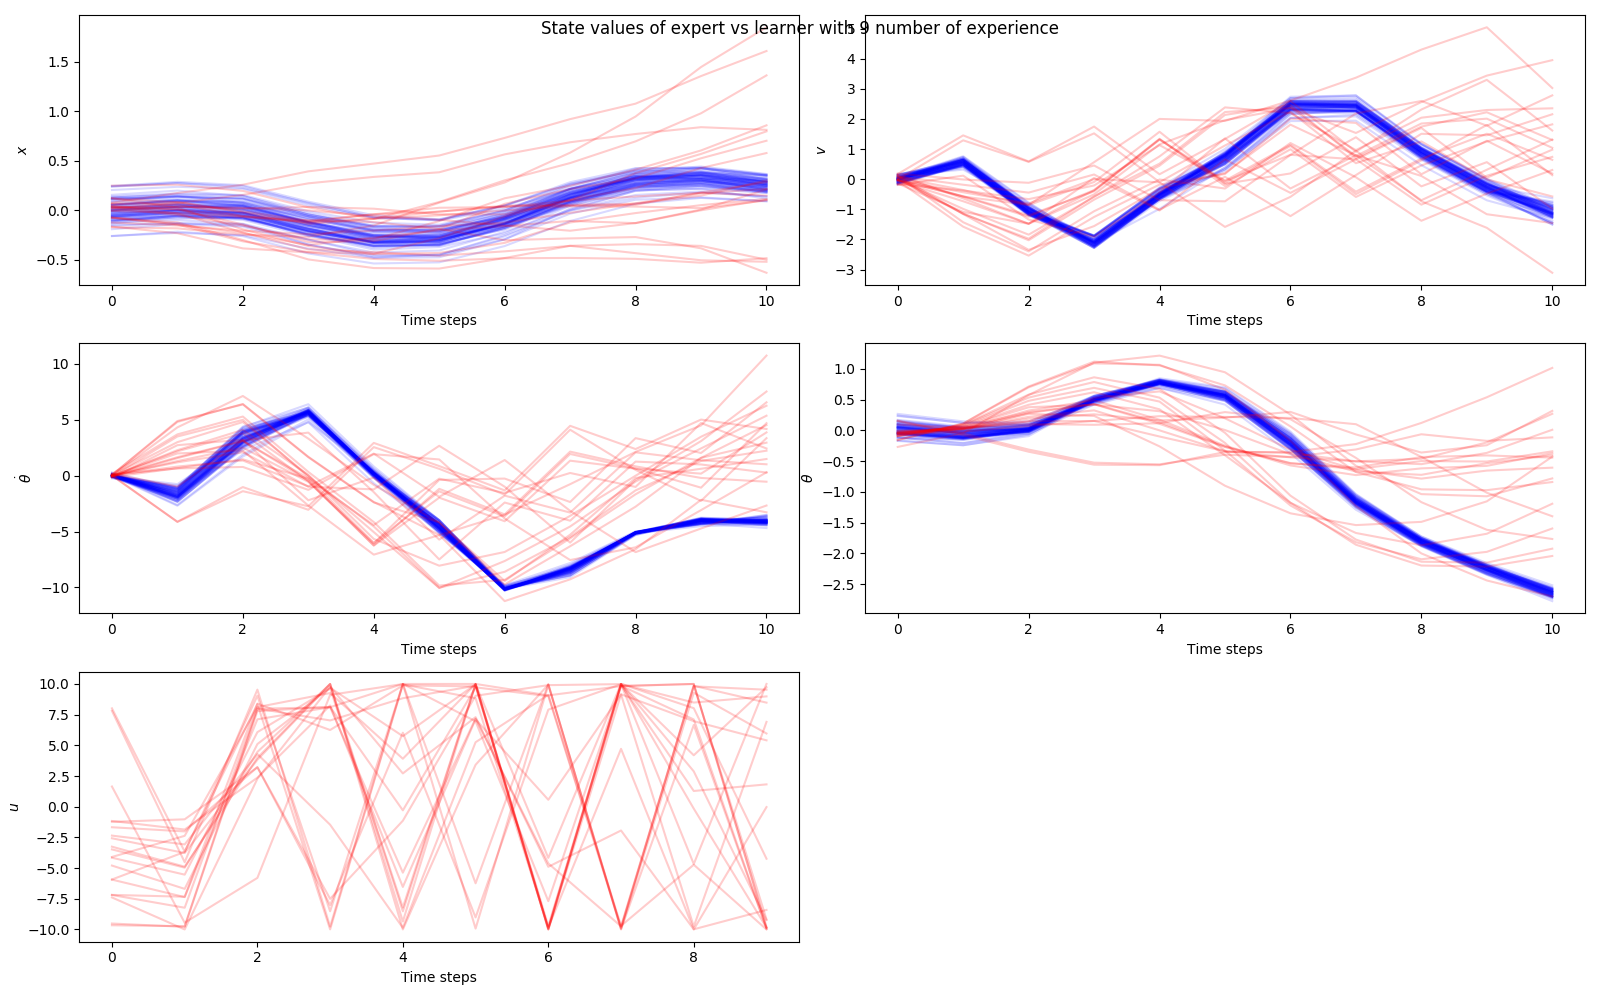 State values of expert vs learner with 9 number of experience
1.5
1.0
0.5
0.0
−0.5
x
0 2 4 6 8 10
Time steps
5
4
3
2
1
0
−1
−2
−3
v
0 2 4 6 8 10
Time steps
10
5
0
−5
−10
θ̇
0 2 4 6 8 10
Time steps
1.0
0.5
0.0
−0.5
−1.0
−1.5
−2.0
−2.5
θ
0 2 4 6 8 10
Time steps
10.0
7.5
5.0
2.5
0.0
−2.5
−5.0
−7.5
−10.0
u
0 2 4 6 8
Time steps